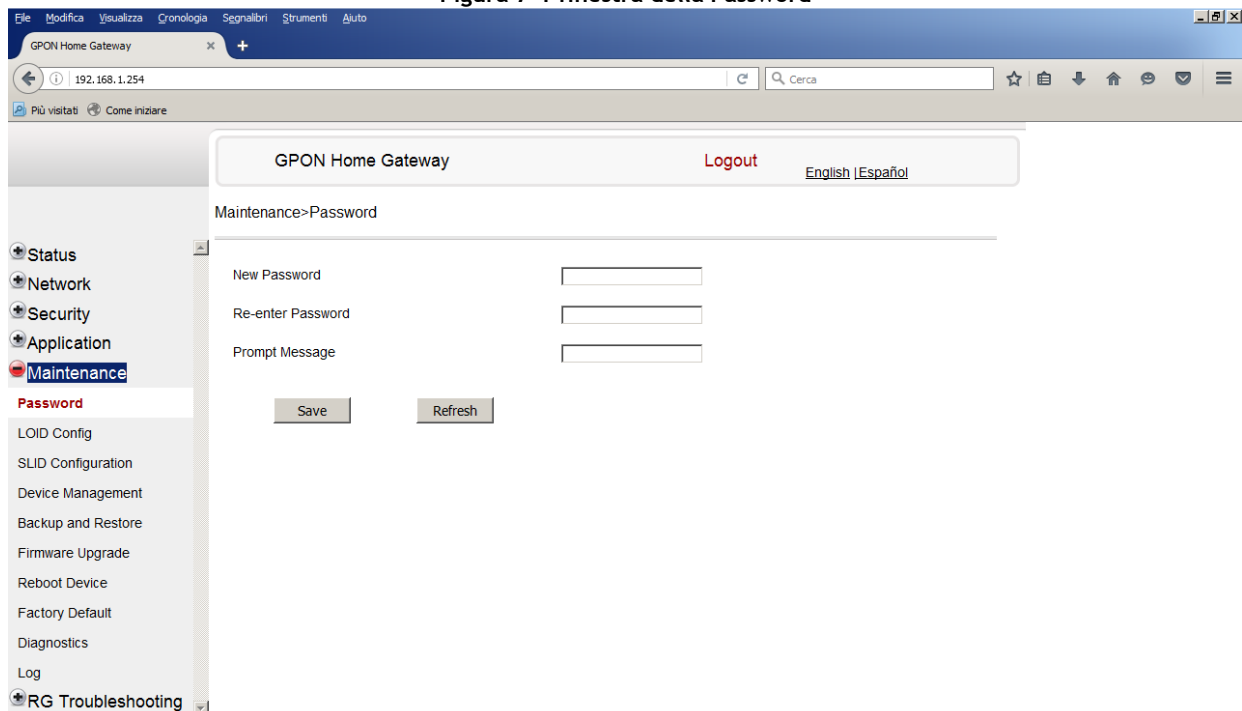 File Modifica Visualizza Cronologia Segnalibri Strumenti Aiuto
GPON Home Gateway
192.168.1.254
Cerca
Più visitati Come iniziare
GPON Home Gateway Logout English | Español
Maintenance>Password
Status
Network
Security
Application
Maintenance
Password
LOID Config
SLID Configuration
Device Management
Backup and Restore
Firmware Upgrade
Reboot Device
Factory Default
Diagnostics
Log
RG Troubleshooting
New Password
Re-enter Password
Prompt Message
Save Refresh